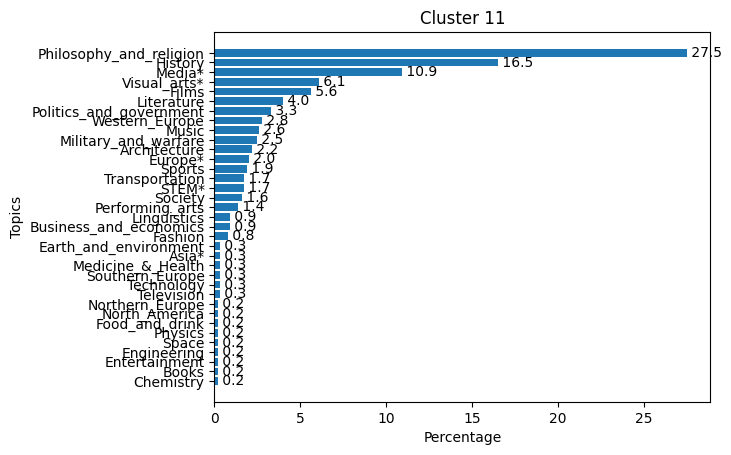 Cluster 11
Topics
Philosophy_and_religion 27.5
History 16.5
Media* 10.9
Visual_arts* 6.1
Films 5.6
Literature 4.0
Politics_and_government 3.3
Western_Europe 2.8
Music 2.6
Military_and_warfare 2.5
Architecture 2.2
Europe* 2.0
Sports 1.9
Transportation 1.7
STEM* 1.7
Society 1.6
Performing_arts 1.4
Linguistics 0.9
Business_and_economics 0.9
Fashion 0.8
Earth_and_environment 0.3
Asia* 0.3
Medicine_&_Health 0.3
Southern_Europe 0.3
Technology 0.3
Television 0.3
Northern_Europe 0.2
North_America 0.2
Food_and_drink 0.2
Physics 0.2
Space 0.2
Engineering 0.2
Entertainment 0.2
Books 0.2
Chemistry 0.2
0 5 10 15 20 25
Percentage